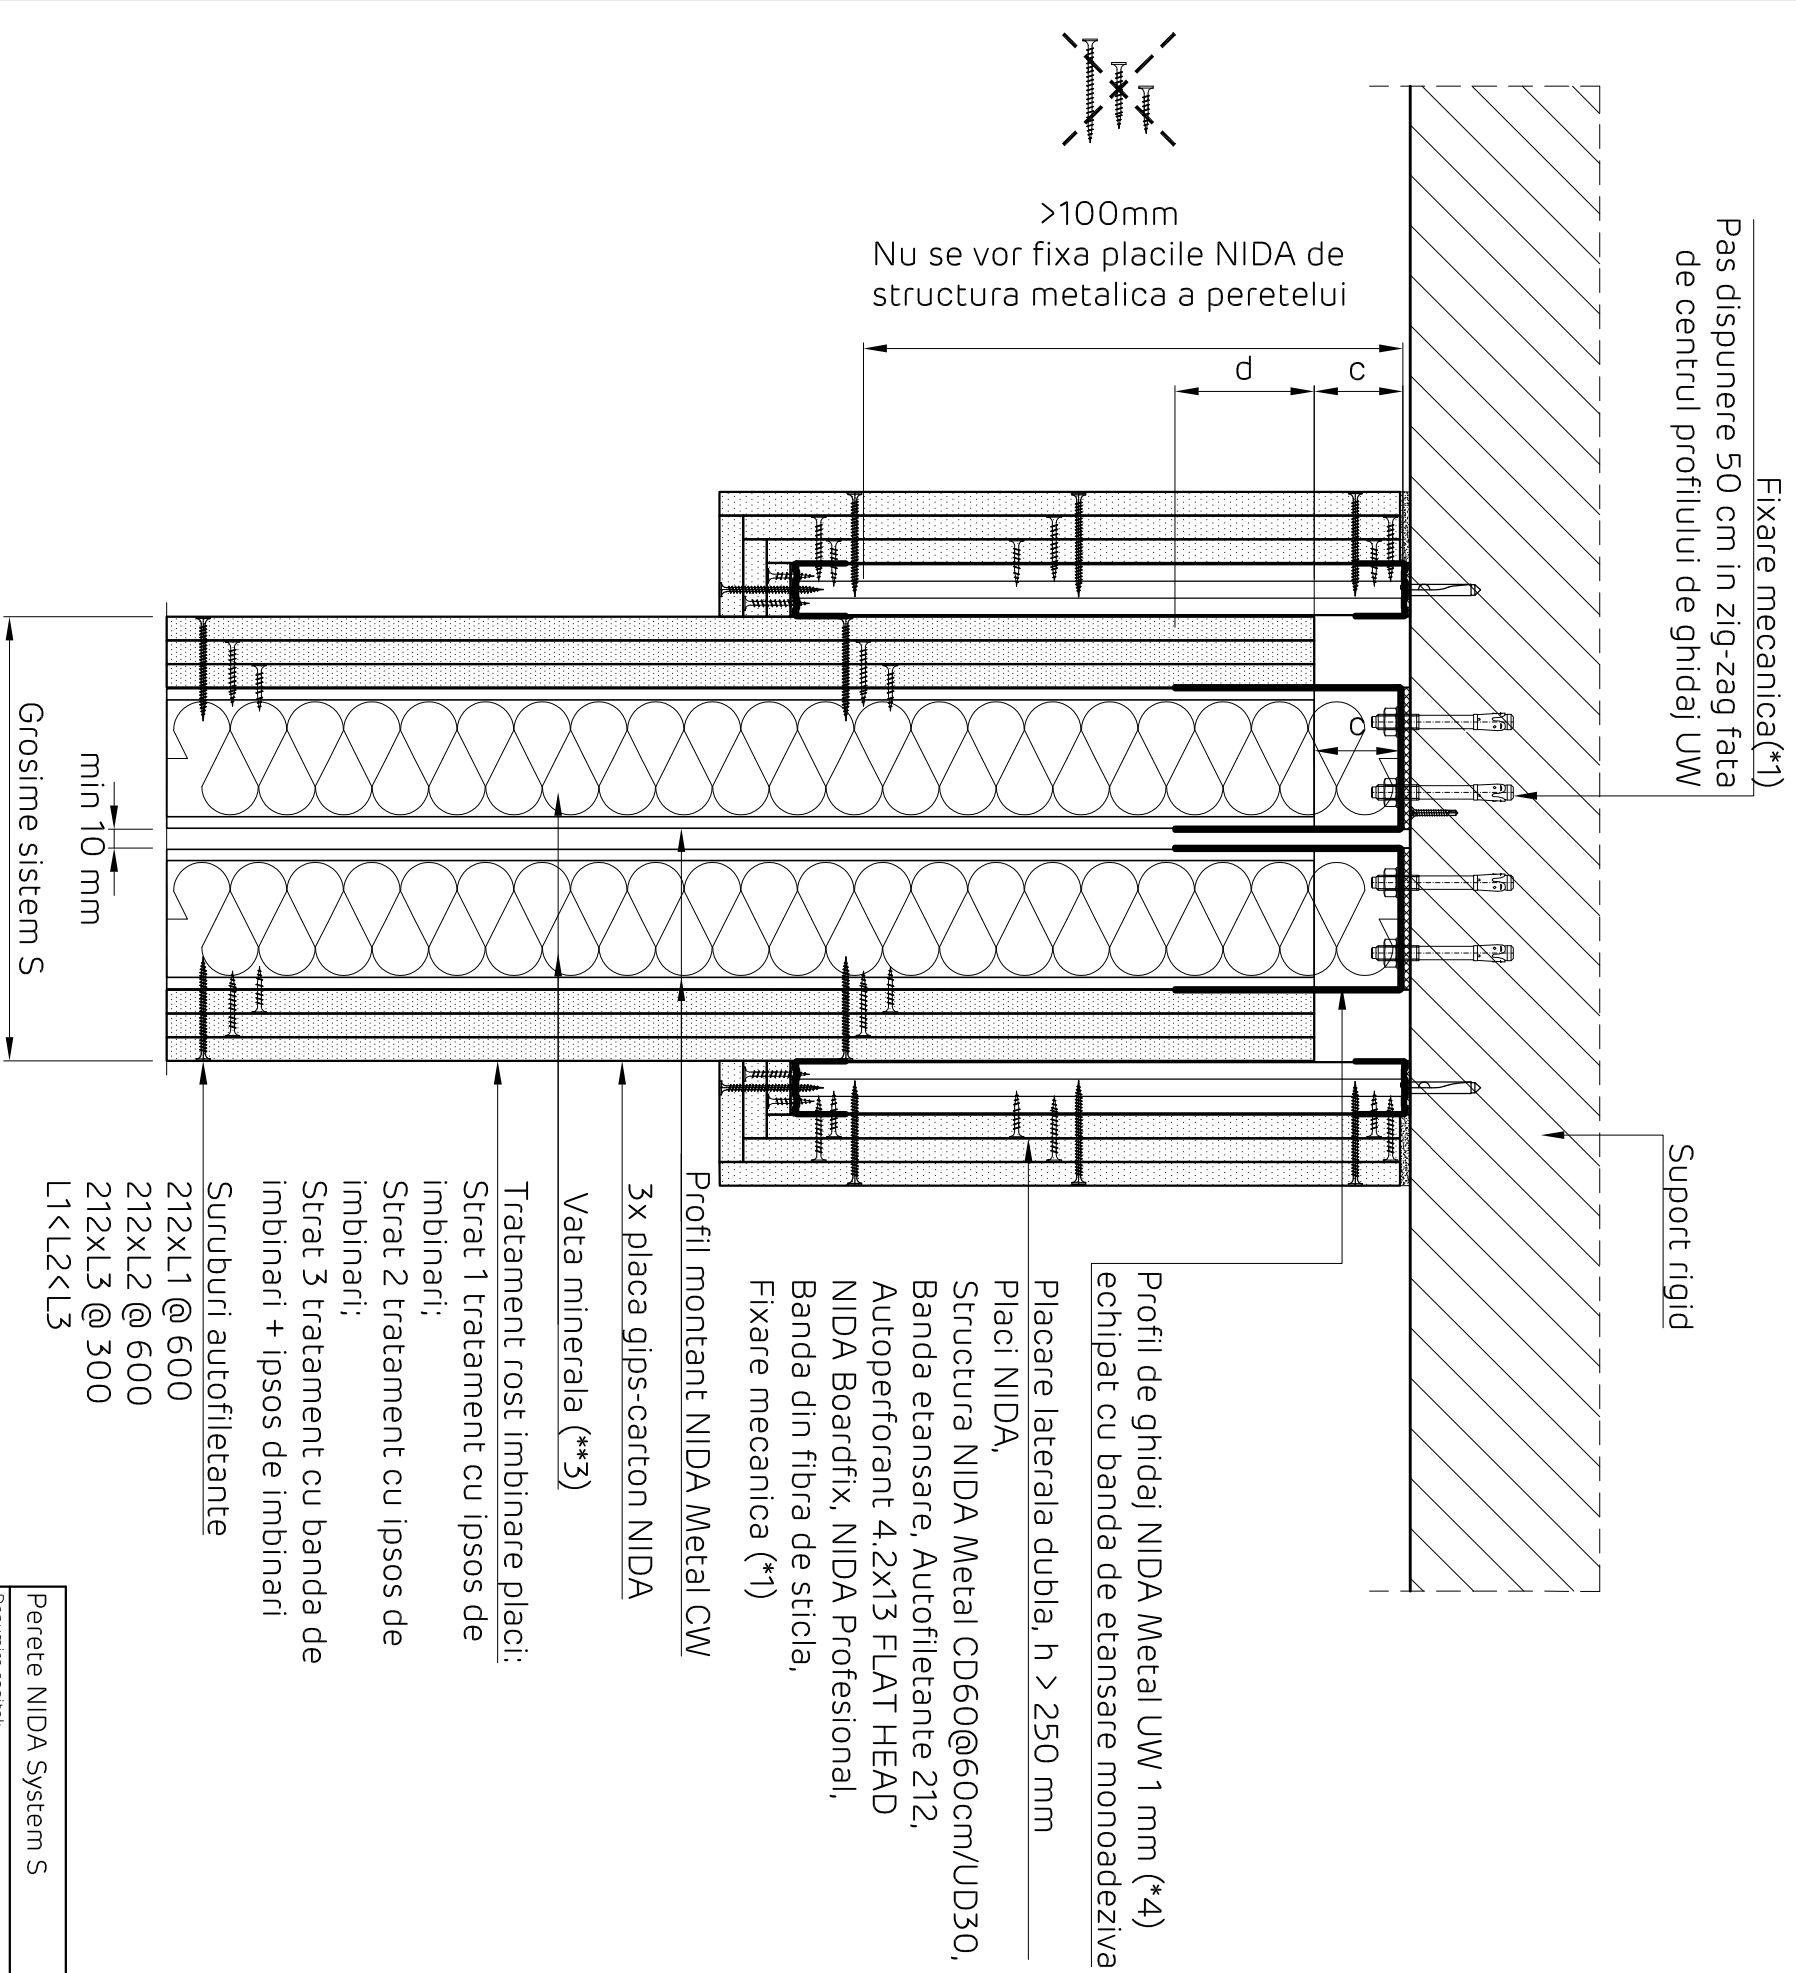 >100mm
Nu se vor fixa placile NIDA de
structura metalica a peretelui
d
c
c
Fixare mecanica(*1)
Pas dispunere 50 cm in zig-zag fata
de centrul profilului de ghidaj UW
Suport rigid
Profil de ghidaj NIDA Metal UW 1 mm (*4)
echipat cu banda de etansare monoadeziva
Placare laterala dubla, h > 250 mm
Placi NIDA,
Structura NIDA Metal CD60@60cm/UD30,
Banda etansare, Autofiletante 212,
Autoperforant 4.2x13 FLAT HEAD
NIDA Boardfix, NIDA Profesional,
Banda din fibra de sticla,
Fixare mecanica (*1)
Profil montant NIDA Metal CW
3x placa gips-carton NIDA
Vata minerala (**3)
Tratament rost imbinare placi:
Strat 1 tratament cu ipsos de
imbinari;
Strat 2 tratament cu ipsos de
imbinari;
Strat 3 tratament cu banda de
imbinari + ipsos de imbinari
Suruburi autofiletante
212xL1 @ 600
212xL2 @ 600
212xL3 @ 300
L1<L2<L3
min 10 mm
Grosime sistem S
Perete NIDA System S